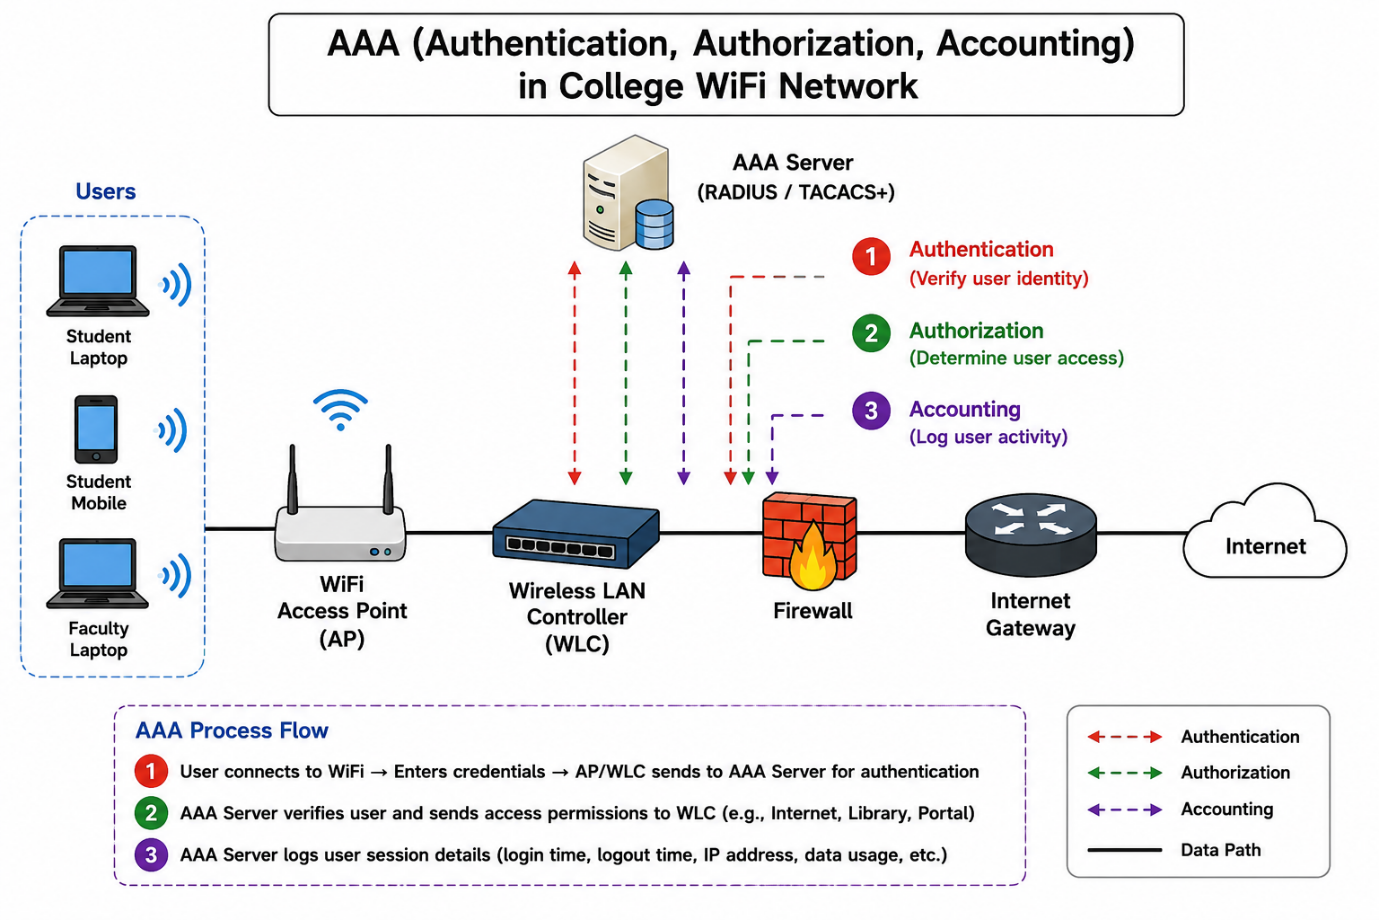 AAA (Authentication, Authorization, Accounting)
in College WiFi Network
AAA Server
(RADIUS / TACACS+)
Users
Student
Laptop
Student
Mobile
Faculty
Laptop
1 Authentication
(Verify user identity)
2 Authorization
(Determine user access)
3 Accounting
(Log user activity)
WiFi
Access Point
(AP)
Wireless LAN
Controller
(WLC)
Firewall
Internet
Gateway
Internet
AAA Process Flow
1 User connects to WiFi → Enters credentials → AP/WLC sends to AAA Server for authentication
2 AAA Server verifies user and sends access permissions to WLC (e.g., Internet, Library, Portal)
3 AAA Server logs user session details (login time, logout time, IP address, data usage, etc.)
Authentication
Authorization
Accounting
Data Path